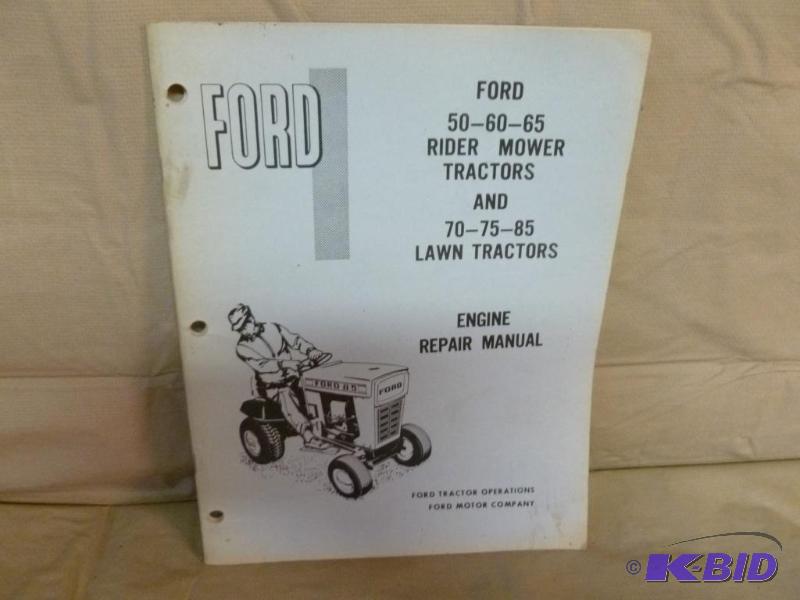 FORD
FORD
50-60-65
RIDER MOWER
TRACTORS
AND
70-75-85
LAWN TRACTORS
ENGINE
REPAIR MANUAL
FORD 85
FORD
FORD TRACTOR OPERATIONS
FORD MOTOR COMPANY
© K-BID